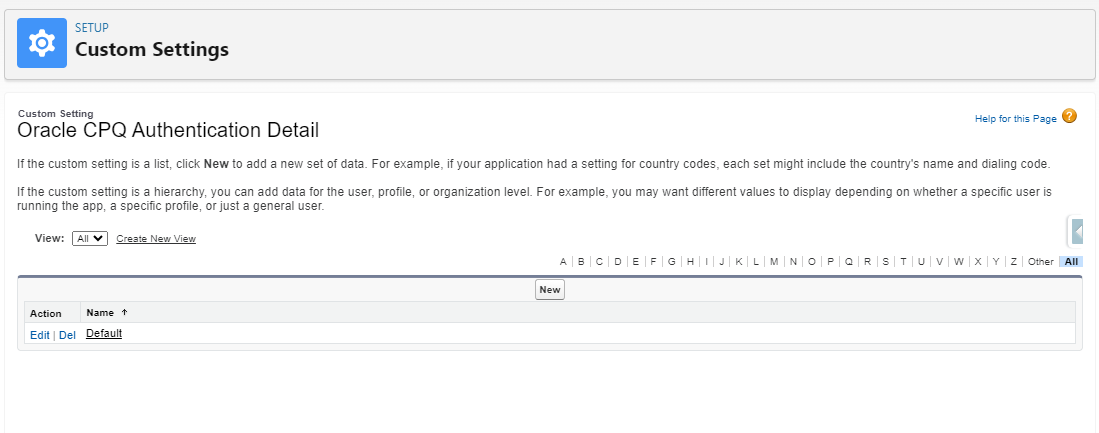 SETUP
Custom Settings
Custom Setting
Oracle CPQ Authentication Detail
Help for this Page ?
If the custom setting is a list, click New to add a new set of data. For example, if your application had a setting for country codes, each set might include the country's name and dialing code.
If the custom setting is a hierarchy, you can add data for the user, profile, or organization level. For example, you may want different values to display depending on whether a specific user is
running the app, a specific profile, or just a general user.
View: All Create New View
A | B | C | D | E | F | G | H | I | J | K | L | M | N | O | P | Q | R | S | T | U | V | W | X | Y | Z | Other | All
New
Action Name ↑
Edit | Del Default